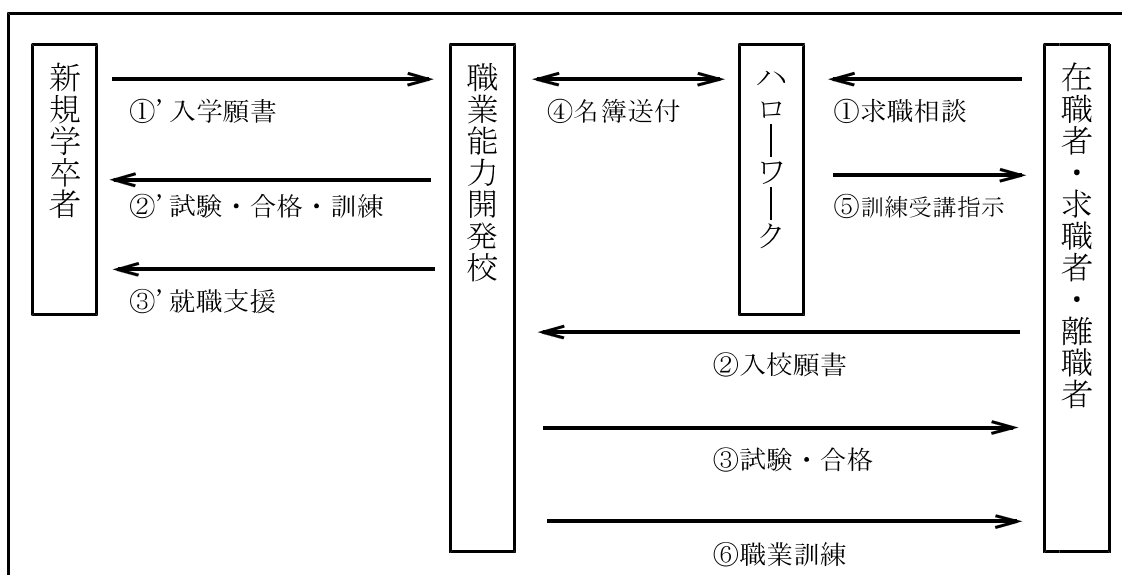 新規学卒者
①’入学願書
②’試験・合格・訓練
③’就職支援
職業能力開発校
④名簿送付
ハローワーク
①求職相談
⑤訓練受講指示
②入校願書
③試験・合格
⑥職業訓練
在職者・求職者・離職者